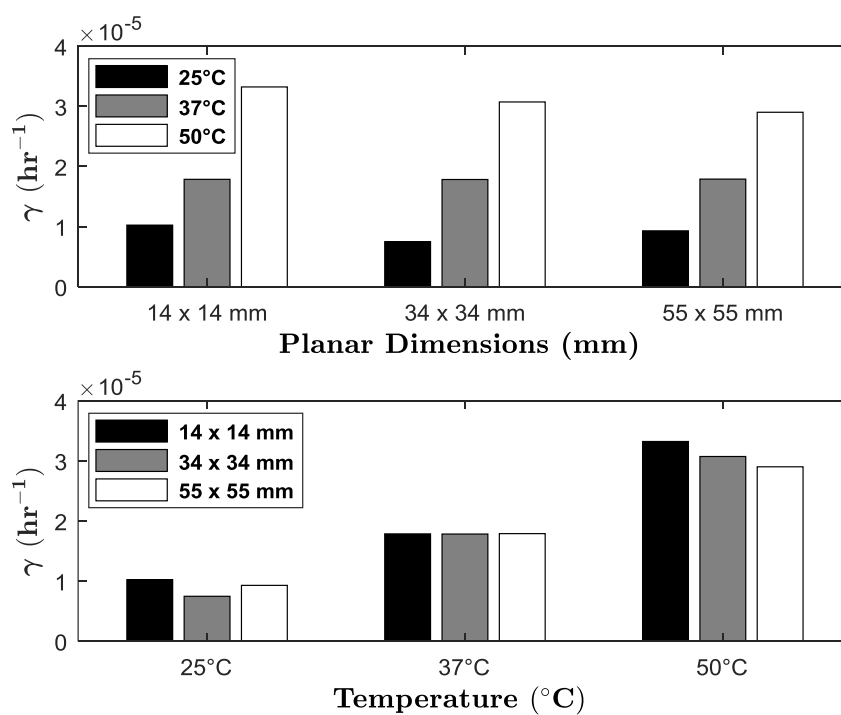 ×10⁻⁵
4
3
2
1
0
γ (hr⁻¹)
25°C
37°C
50°C
14 x 14 mm 34 x 34 mm 55 x 55 mm
Planar Dimensions (mm)
×10⁻⁵
4
3
2
1
0
γ (hr⁻¹)
14 x 14 mm
34 x 34 mm
55 x 55 mm
25°C 37°C 50°C
Temperature (°C)